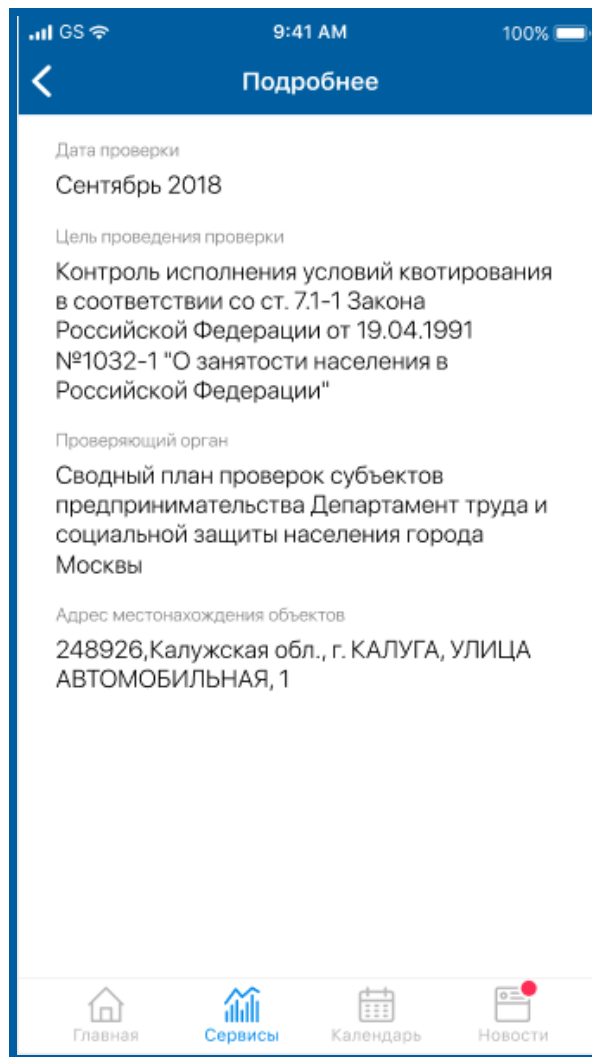 GS 9:41 AM 100%
Подробнее
Дата проверки
Сентябрь 2018
Цель проведения проверки
Контроль исполнения условий квотирования
в соответствии со ст. 7.1-1 Закона
Российской Федерации от 19.04.1991
№1032-1 "О занятости населения в
Российской Федерации"
Проверяющий орган
Сводный план проверок субъектов
предпринимательства Департамент труда и
социальной защиты населения города
Москвы
Адрес местонахождения объектов
248926,Калужская обл., г. КАЛУГА, УЛИЦА
АВТОМОБИЛЬНАЯ, 1
Главная Сервисы Календарь Новости